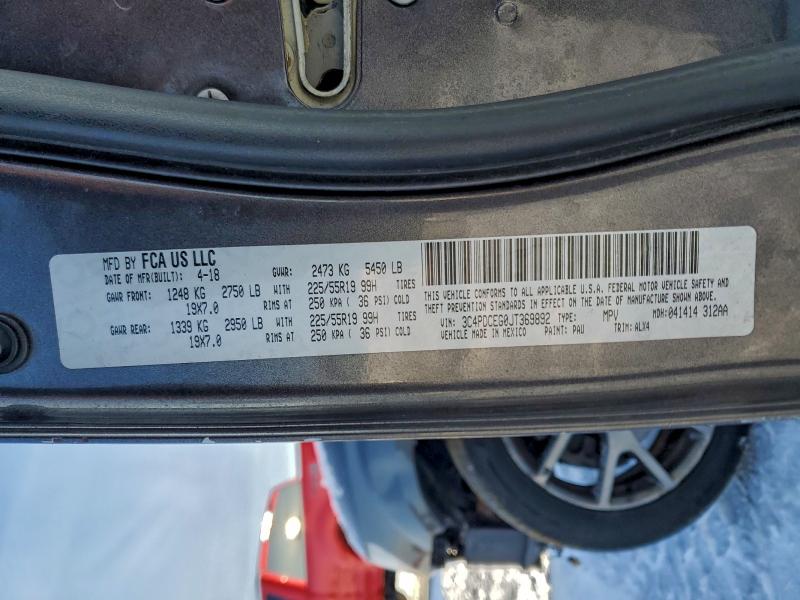 MFD BY FCA US LLC
DATE OF MFR(BUILT): 4-18 GVWR: 2473 KG 5450 LB
GAWR FRONT: 1248 KG 2750 LB WITH 225/55R19 99H TIRES
19X7.0 RIMS AT 250 KPA ( 36 PSI) COLD
GAWR REAR: 1339 KG 2950 LB WITH 225/55R19 99H TIRES
19X7.0 RIMS AT 250 KPA ( 36 PSI) COLD
THIS VEHICLE CONFORMS TO ALL APPLICABLE U.S.A. FEDERAL MOTOR VEHICLE SAFETY AND
THEFT PREVENTION STANDARDS IN EFFECT ON THE DATE OF MANUFACTURE SHOWN ABOVE.
VIN: 3C4PDCEG0JT369892 TYPE: MPV MDH:041414 312AA
VEHICLE MADE IN MEXICO PAINT: PAU TRIM: ALX4